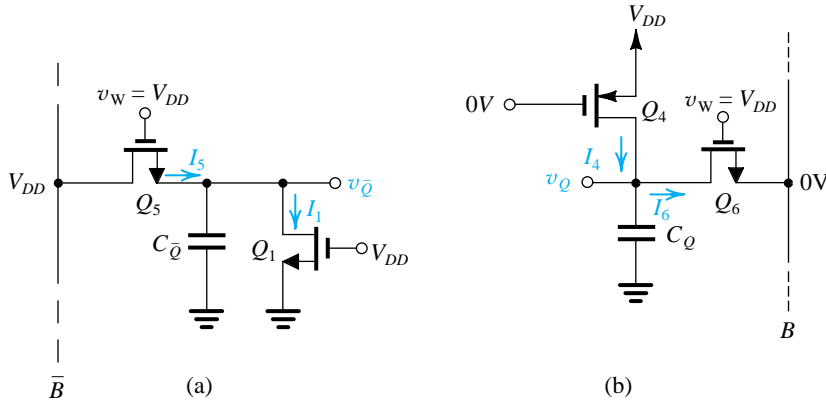 v_W = V_DD
V_DD
I_5
Q_5
v_Q̄
I_1
C_Q̄
Q_1
V_DD
B̄
(a)
V_DD
0V
Q_4
v_W = V_DD
I_4
v_Q
I_6
Q_6
0V
C_Q
B
(b)